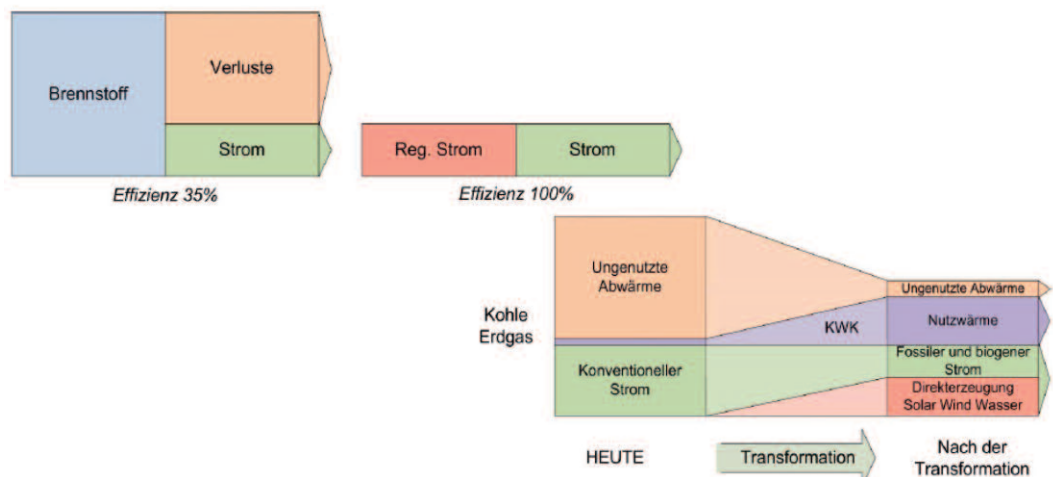 Brennstoff
Verluste
Strom
Effizienz 35%
Reg. Strom
Strom
Effizienz 100%
Kohle
Erdgas
Ungenutzte
Abwärme
Konventioneller
Strom
KWK
Ungenutzte Abwärme
Nutzwärme
Fossiler und biogener
Strom
Direkterzeugung
Solar Wind Wasser
HEUTE
Transformation
Nach der
Transformation